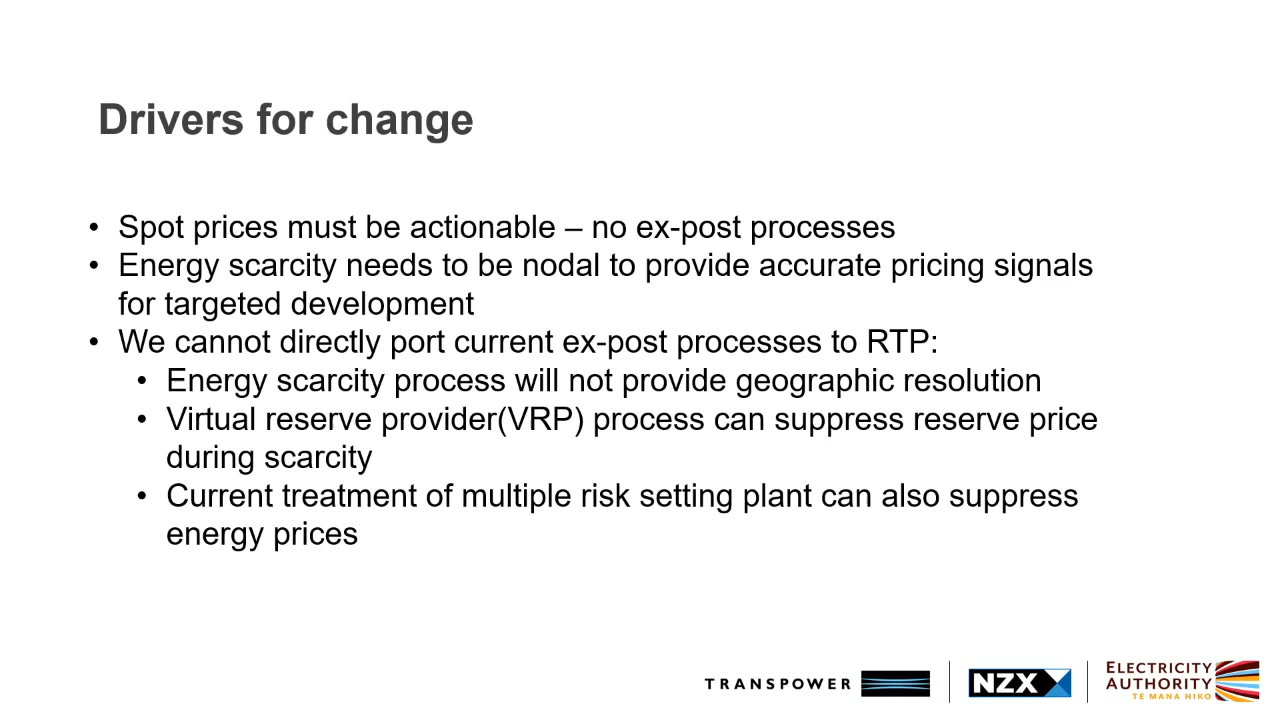 Drivers for change
• Spot prices must be actionable – no ex-post processes
• Energy scarcity needs to be nodal to provide accurate pricing signals
for targeted development
• We cannot directly port current ex-post processes to RTP:
• Energy scarcity process will not provide geographic resolution
• Virtual reserve provider(VRP) process can suppress reserve price
during scarcity
• Current treatment of multiple risk setting plant can also suppress
energy prices
TRANSPOWER
NZX
ELECTRICITY
AUTHORITY
TE MANA HIKO